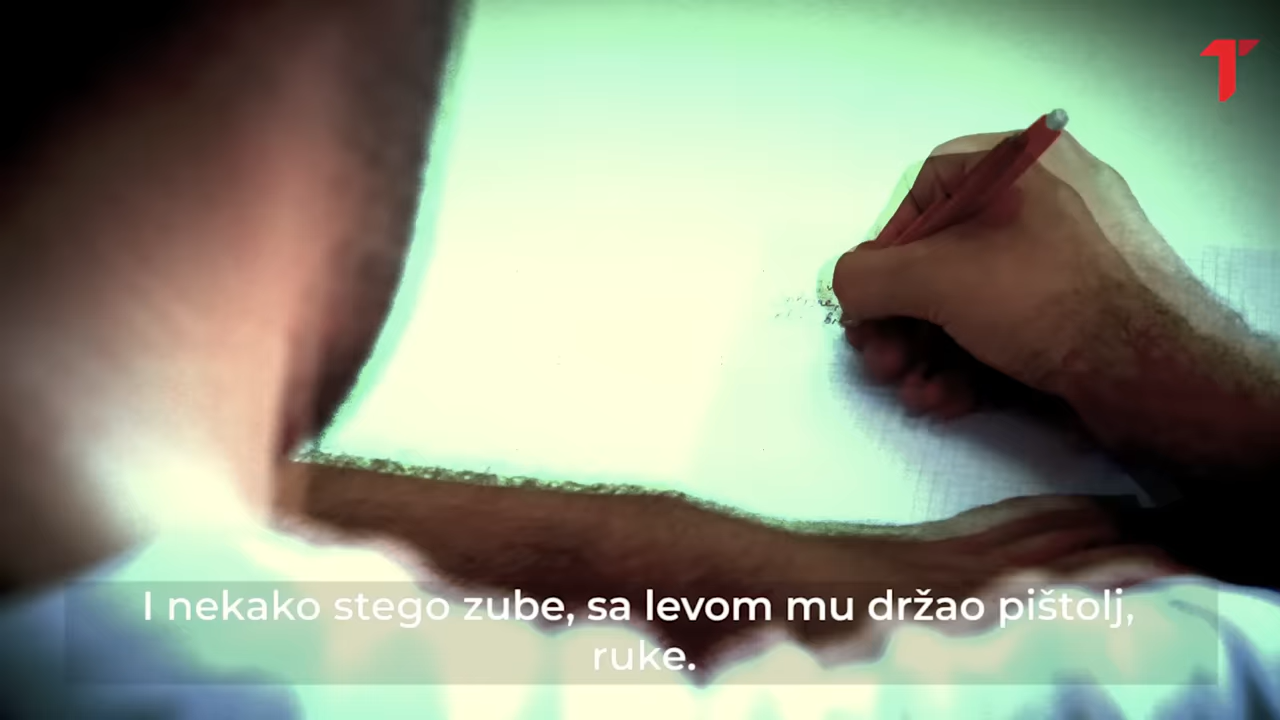 I nekako stego zube, sa levom mu držao pištolj,
ruke.